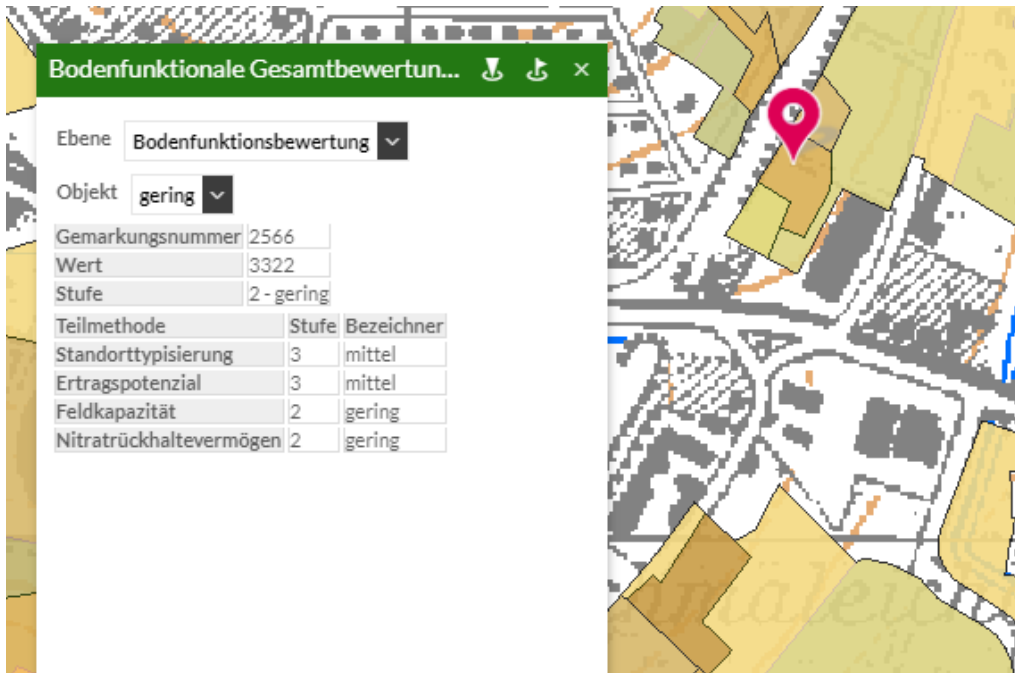 Bodenfunktionale Gesamtbewertun...
Ebene Bodenfunktionsbewertung
Objekt gering
Gemarkungsnummer 2566
Wert 3322
Stufe 2 - gering
Teilmethode Stufe Bezeichner
Standorttypisierung 3 mittel
Ertragspotenzial 3 mittel
Feldkapazität 2 gering
Nitratrückhaltevermögen 2 gering